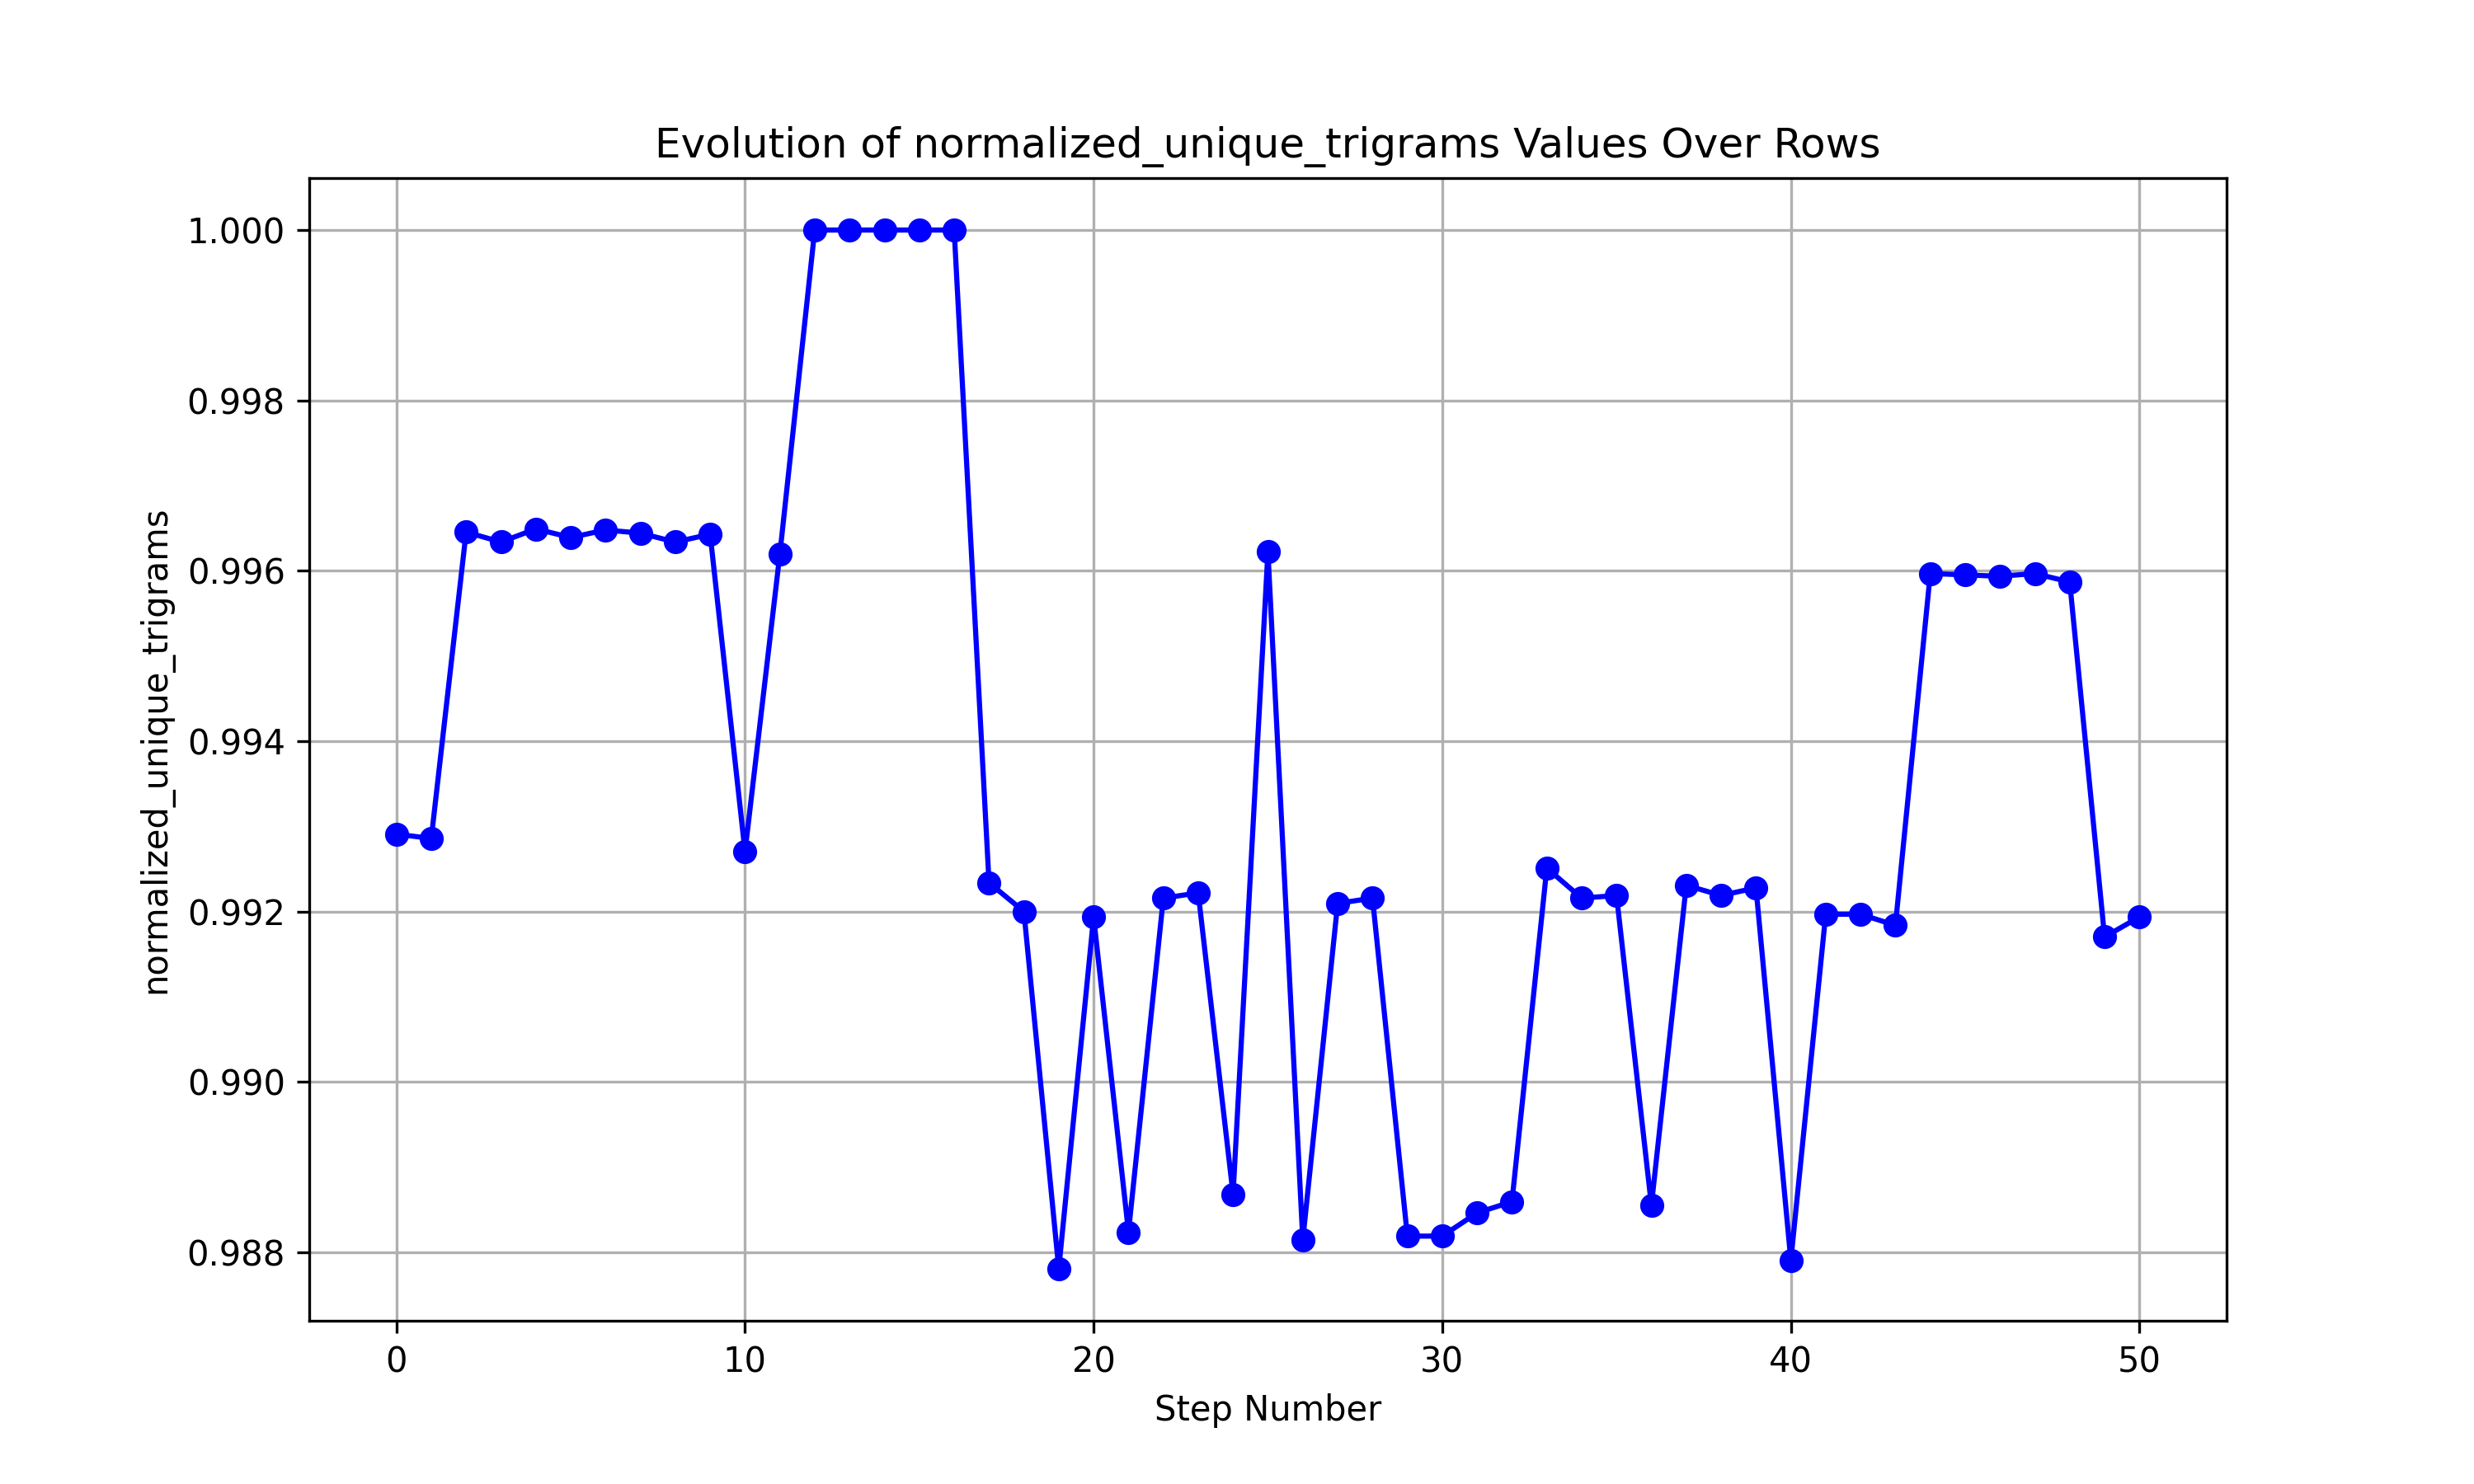 Evolution of normalized_unique_trigrams Values Over Rows
normalized_unique_trigrams
1.000
0.998
0.996
0.994
0.992
0.990
0.988
0 10 20 30 40 50
Step Number